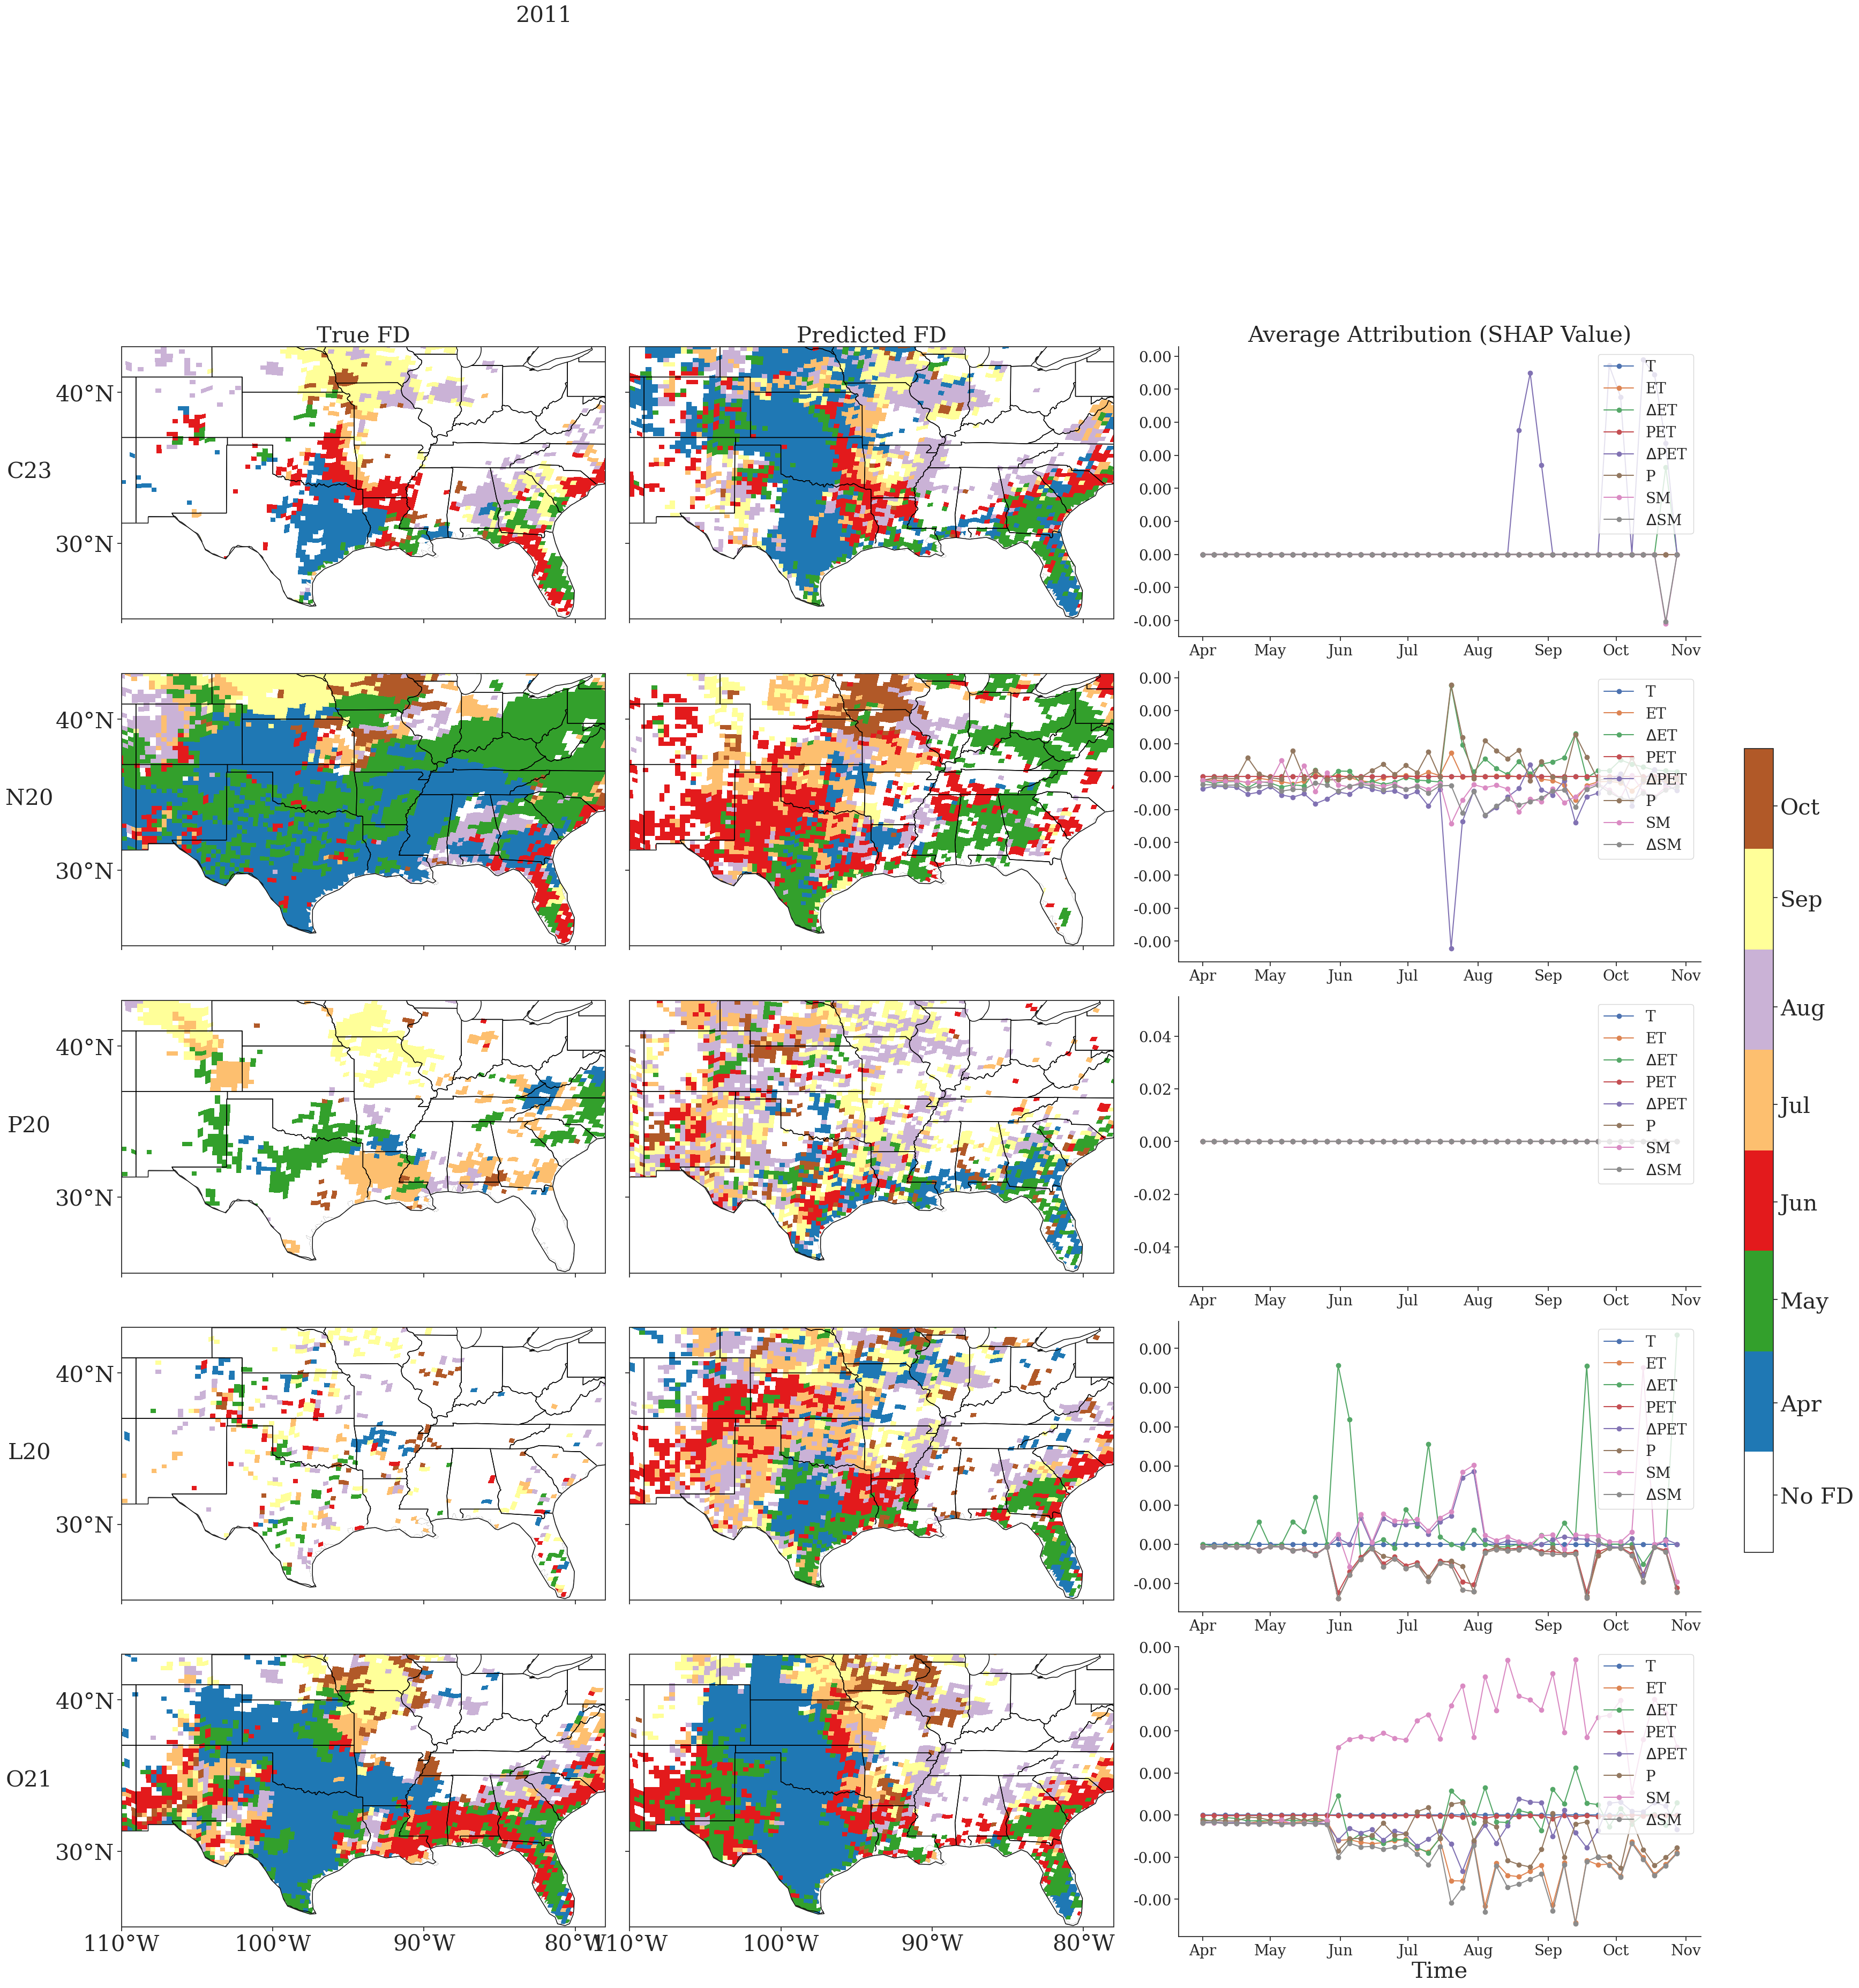 2011
True FD
Predicted FD
Average Attribution (SHAP Value)
C23
40°N
30°N
0.00
0.00
0.00
0.00
0.00
0.00
0.00
-0.00
-0.00
Apr May Jun Jul Aug Sep Oct Nov
T
ET
ΔET
PET
ΔPET
P
SM
ΔSM
N20
40°N
30°N
0.00
0.00
0.00
0.00
-0.00
-0.00
-0.00
-0.00
-0.00
Apr May Jun Jul Aug Sep Oct Nov
T
ET
ΔET
PET
ΔPET
P
SM
ΔSM
P20
40°N
30°N
0.04
0.02
0.00
-0.02
-0.04
Apr May Jun Jul Aug Sep Oct Nov
T
ET
ΔET
PET
ΔPET
P
SM
ΔSM
L20
40°N
30°N
0.00
0.00
0.00
0.00
0.00
0.00
-0.00
Apr May Jun Jul Aug Sep Oct Nov
T
ET
ΔET
PET
ΔPET
P
SM
ΔSM
O21
40°N
30°N
110°W 100°W 90°W 80°W
110°W 100°W 90°W 80°W
0.00
0.00
0.00
0.00
0.00
-0.00
-0.00
Apr May Jun Jul Aug Sep Oct Nov
Time
T
ET
ΔET
PET
ΔPET
P
SM
ΔSM
Oct
Sep
Aug
Jul
Jun
May
Apr
No FD